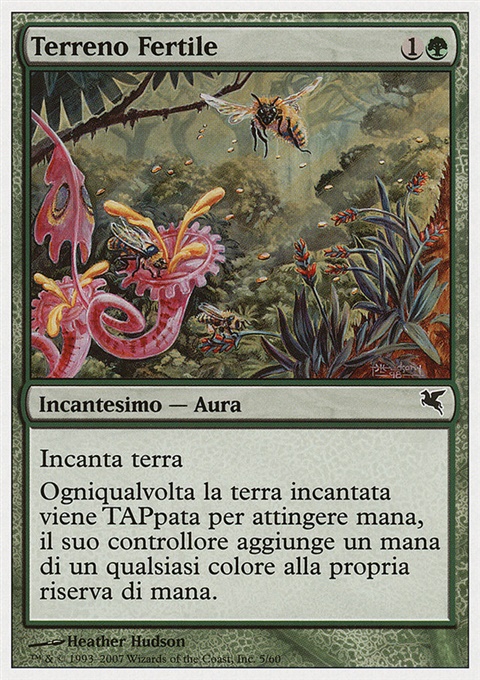 Terreno Fertile 1
Incantesimo — Aura
Incanta terra
Ogniqualvolta la terra incantata
viene TAPpata per attingere mana,
il suo controllore aggiunge un mana
di un qualsiasi colore alla propria
riserva di mana.
Heather Hudson
™ & © 1993–2007 Wizards of the Coast, Inc. 5/60